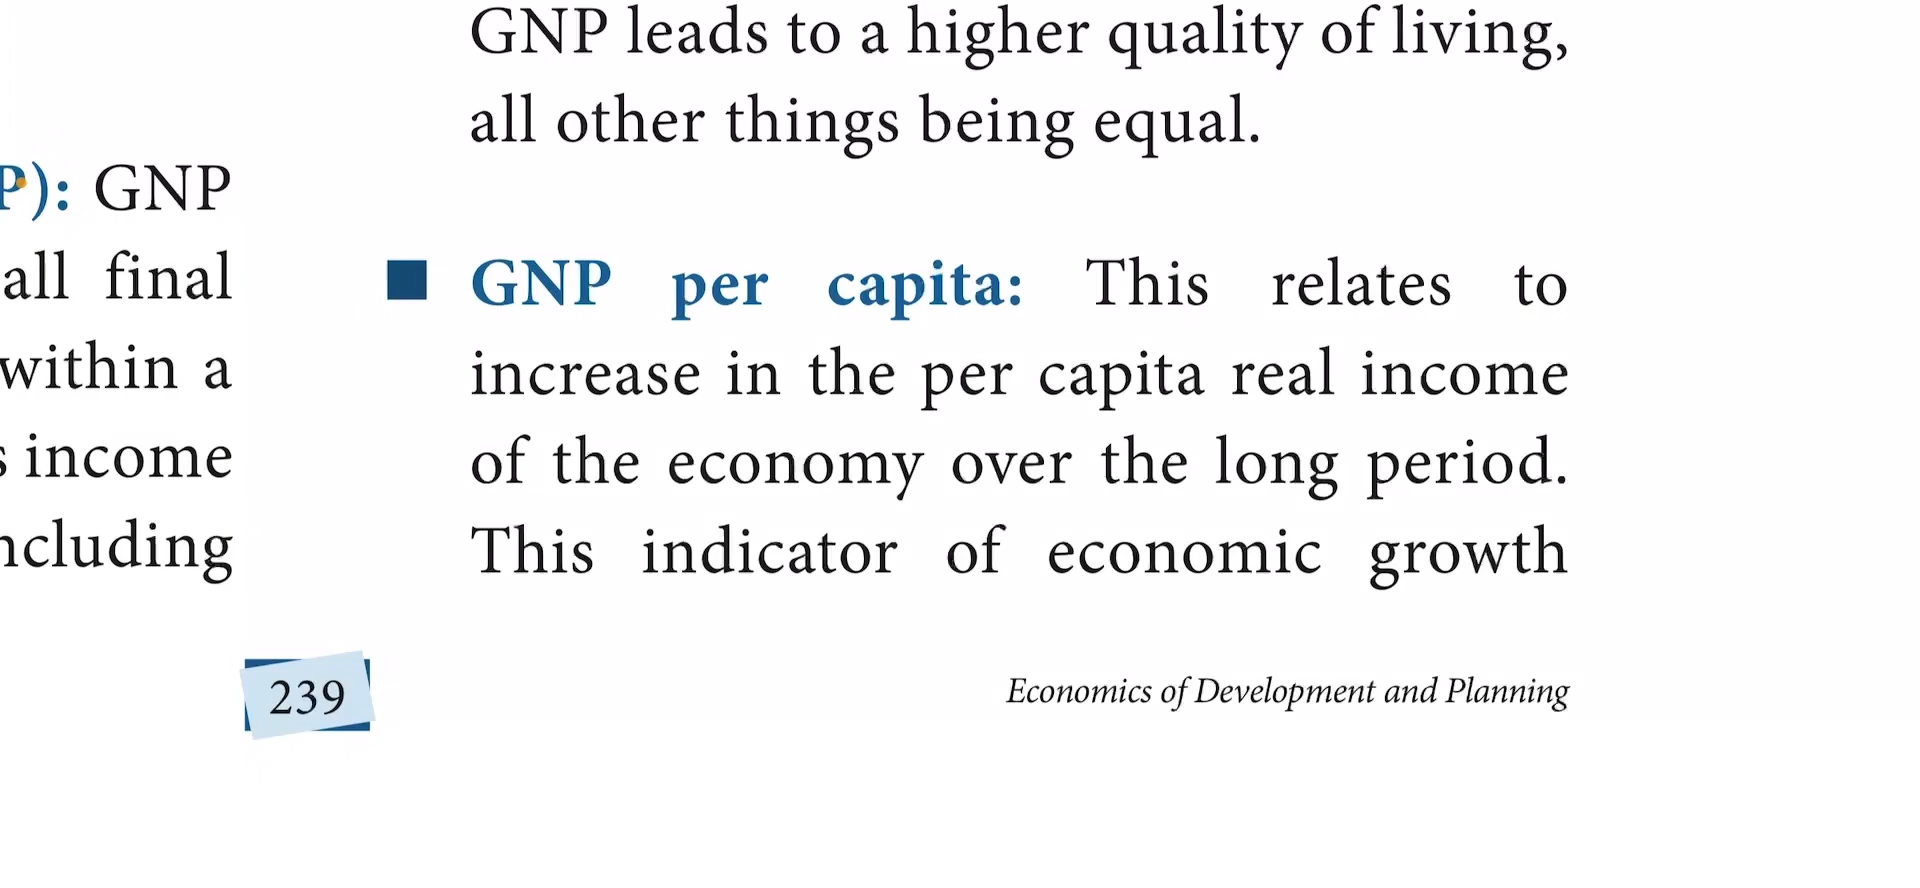 GNP
all final
within a
income
GNP leads to a higher quality of living,
all other things being equal.
■ GNP per capita: This relates to
increase in the per capita real income
of the economy over the long period.
This indicator of economic growth
239
Economics of Development and Planning